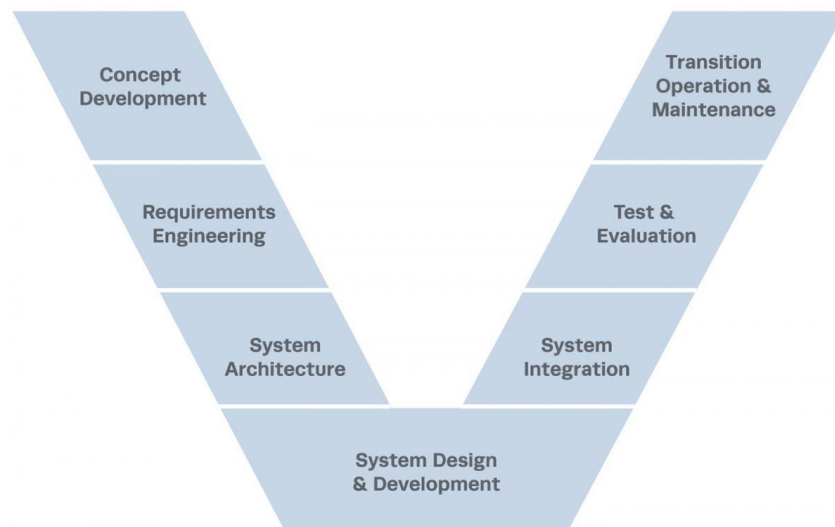 Concept
Development
Requirements
Engineering
System
Architecture
System Design
& Development
System
Integration
Test &
Evaluation
Transition
Operation &
Maintenance